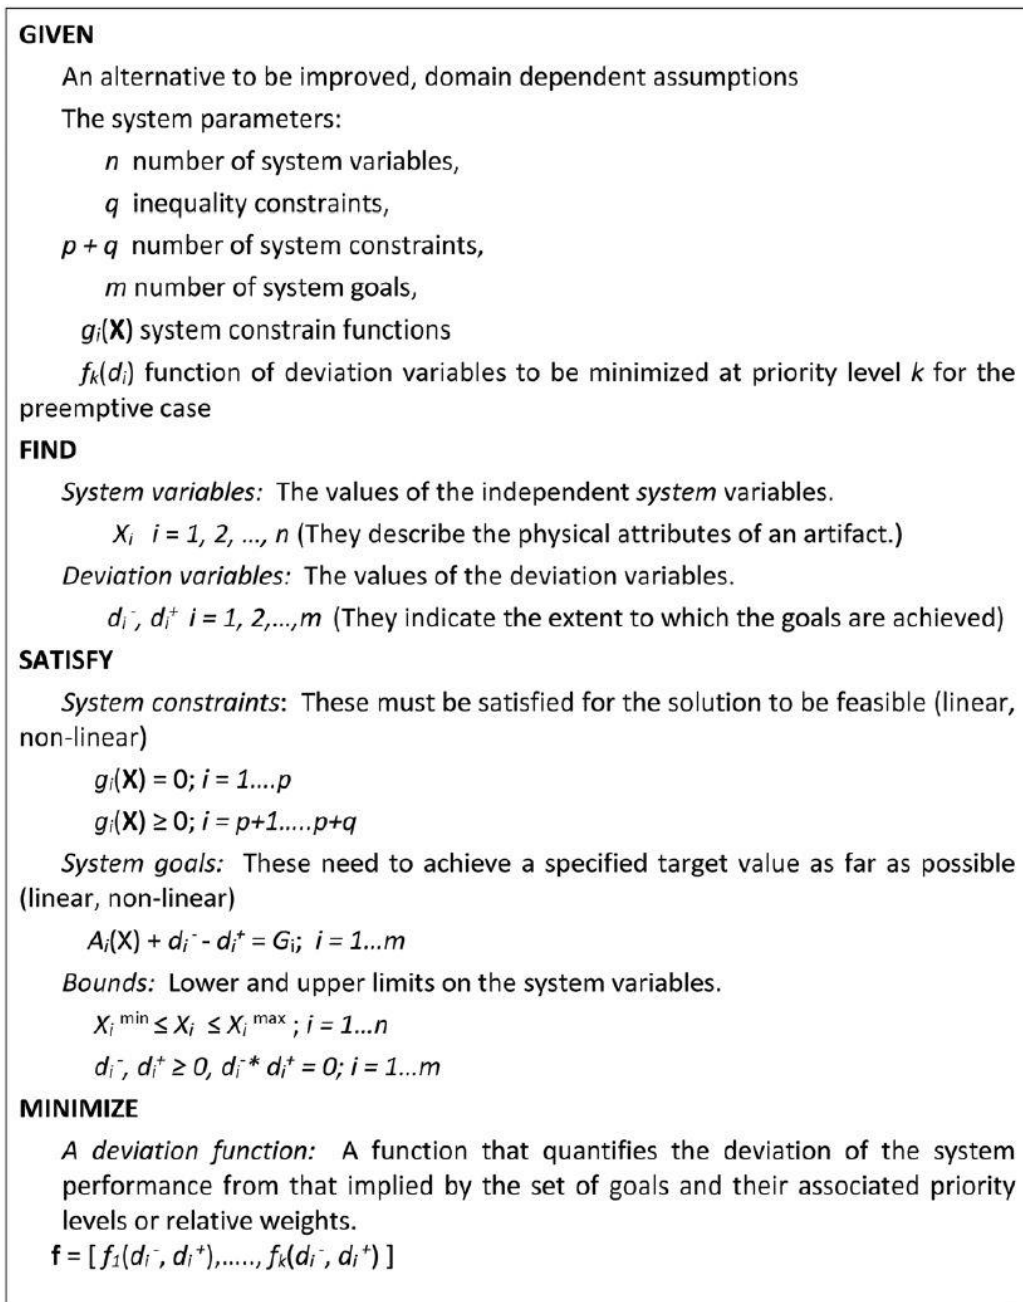 GIVEN
An alternative to be improved, domain dependent assumptions
The system parameters:
n number of system variables,
q inequality constraints,
p + q number of system constraints,
m number of system goals,
gᵢ(X) system constrain functions
fₖ(dᵢ) function of deviation variables to be minimized at priority level k for the
preemptive case
FIND
System variables: The values of the independent system variables.
Xᵢ i = 1, 2, ..., n (They describe the physical attributes of an artifact.)
Deviation variables: The values of the deviation variables.
dᵢ⁻, dᵢ⁺ i = 1, 2,...,m (They indicate the extent to which the goals are achieved)
SATISFY
System constraints: These must be satisfied for the solution to be feasible (linear,
non-linear)
gᵢ(X) = 0; i = 1....p
gᵢ(X) ≥ 0; i = p+1.....p+q
System goals: These need to achieve a specified target value as far as possible
(linear, non-linear)
Aᵢ(X) + dᵢ⁻ - dᵢ⁺ = Gᵢ; i = 1...m
Bounds: Lower and upper limits on the system variables.
Xᵢ ᵐⁱⁿ ≤ Xᵢ ≤ Xᵢ ᵐᵃˣ ; i = 1...n
dᵢ⁻, dᵢ⁺ ≥ 0, dᵢ⁻* dᵢ⁺ = 0; i = 1...m
MINIMIZE
A deviation function: A function that quantifies the deviation of the system
performance from that implied by the set of goals and their associated priority
levels or relative weights.
f = [ f₁(dᵢ⁻, dᵢ⁺),....., fₖ(dᵢ⁻, dᵢ⁺) ]